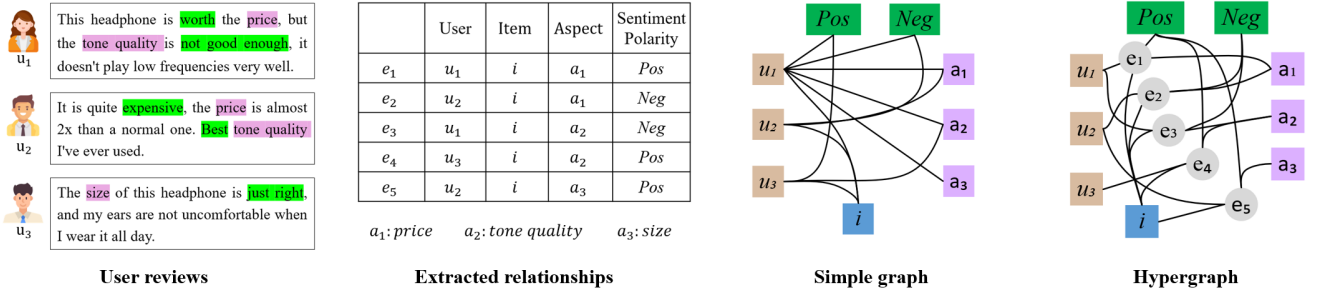 This headphone is worth the price, but
the tone quality is not good enough, it
doesn't play low frequencies very well.
u1
It is quite expensive, the price is almost
2x than a normal one. Best tone quality
I've ever used.
u2
The size of this headphone is just right,
and my ears are not uncomfortable when
I wear it all day.
u3
User reviews
User Item Aspect Sentiment Polarity
e1 u1 i a1 Pos
e2 u2 i a1 Neg
e3 u1 i a2 Neg
e4 u3 i a2 Pos
e5 u2 i a3 Pos
a1: price a2: tone quality a3: size
Extracted relationships
Pos Neg
u1 a1
u2 a2
u3 a3
i
Simple graph
Pos Neg
e1
u1 a1
e2
u2 e3 a2
e4 a3
u3
e5
i
Hypergraph